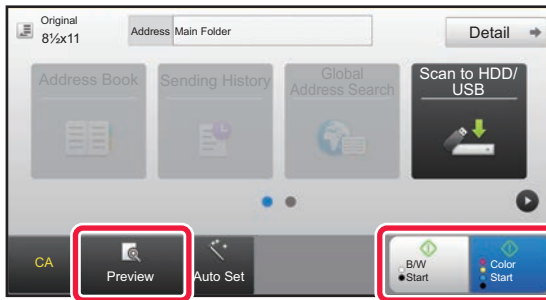 Original
8½x11
Address Main Folder
Detail
Address Book
Sending History
Global
Address Search
Scan to HDD/
USB
CA
Preview
Auto Set
B/W
Start
Color
Start